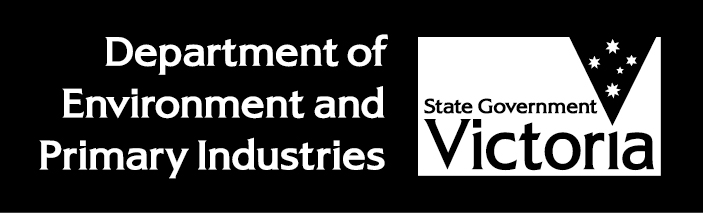 Department of
Environment and
Primary Industries
State Government
Victoria